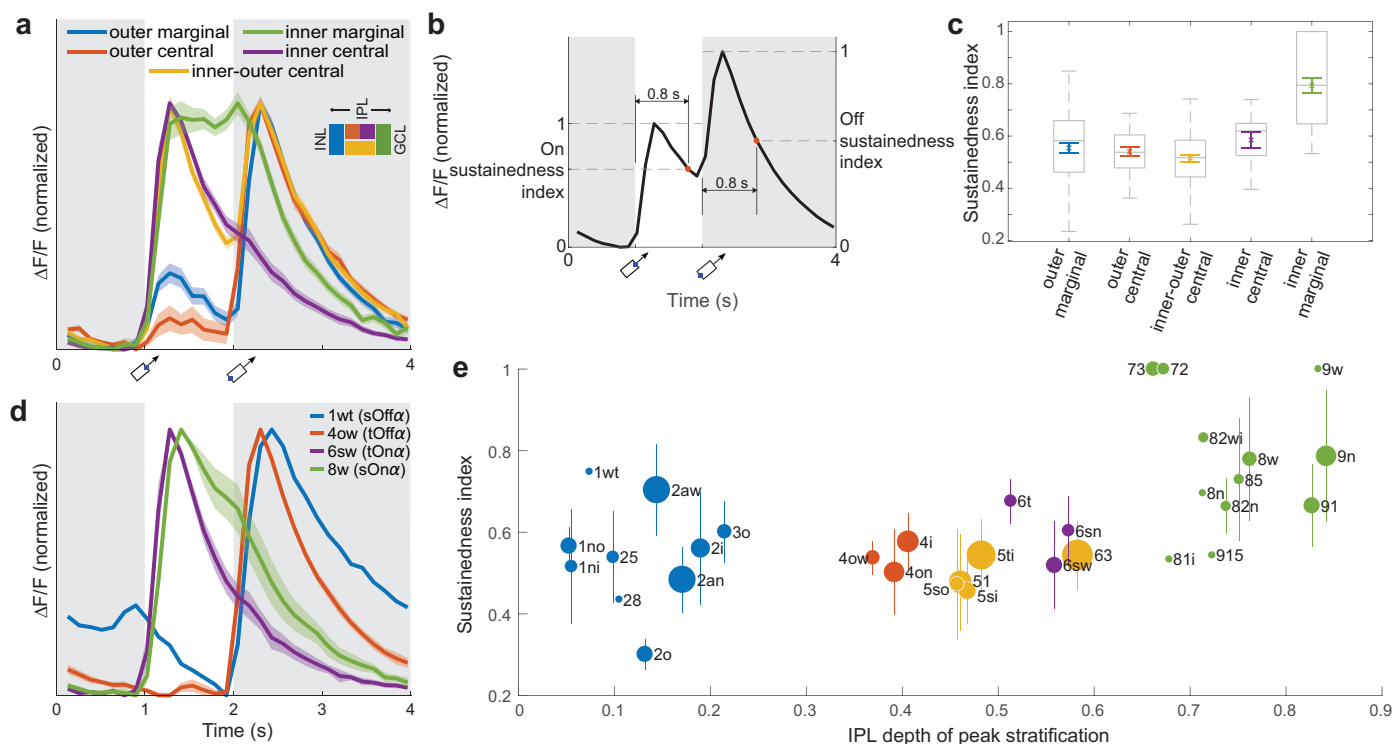 a
outer marginal
inner marginal
outer central
inner central
inner-outer central
IPL
INL
GCL
ΔF/F (normalized)
0
4
b
ΔF/F (normalized)
1
0
On
sustainedness
index
0.8 s
0.8 s
1
Off
sustainedness
index
0
0
4
Time (s)
c
Sustainedness index
1
0.8
0.6
0.4
0.2
outer
marginal
outer
central
inner-outer
central
inner
central
inner
marginal
d
1wt (sOffα)
4ow (tOffα)
6sw (tOnα)
8w (sOnα)
ΔF/F (normalized)
0
1
2
3
4
Time (s)
e
Sustainedness index
1
0.8
0.6
0.4
0.2
73
72
9w
82wi
8w
9n
1wt
2aw
85
8n
82n
91
6t
1no
1ni
25
2i
3o
4ow
4i
4on
5ti
6sn
63
6sw
81i
915
28
2an
5so
51
5si
2o
0
0.1
0.2
0.3
0.4
0.5
0.6
0.7
0.8
0.9
IPL depth of peak stratification